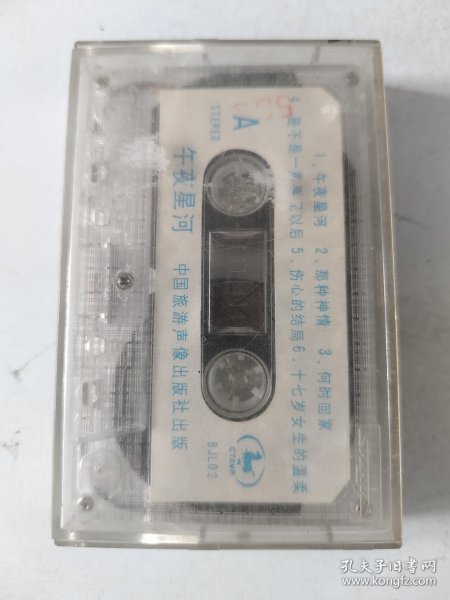 1、午夜星河 2、那种神情 3、何时回家
4、是不是一 以后 5、伤心的结局 6、十七岁女生的温柔
A
STEREO
BJL02
午夜星河 中国旅游声像出版社出版
孔夫子旧书网
www.kongfz.com